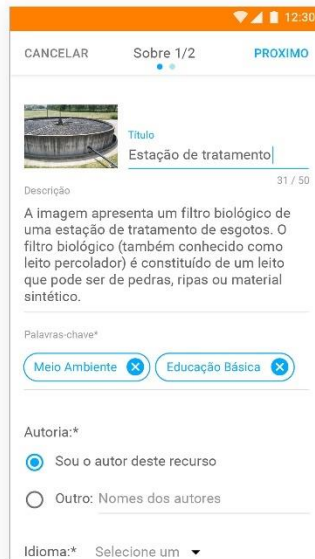 12:30
CANCELAR Sobre 1/2 PROXIMO
Título
Estação de tratamento
31 / 50
Descrição
A imagem apresenta um filtro biológico de
uma estação de tratamento de esgotos. O
filtro biológico (também conhecido como
leito percolador) é constituído de um leito
que pode ser de pedras, ripas ou material
sintético.
Palavras-chave*
Meio Ambiente Educação Básica
Autoria:*
Sou o autor deste recurso
Outro: Nomes dos autores
Idioma:* Selecione um